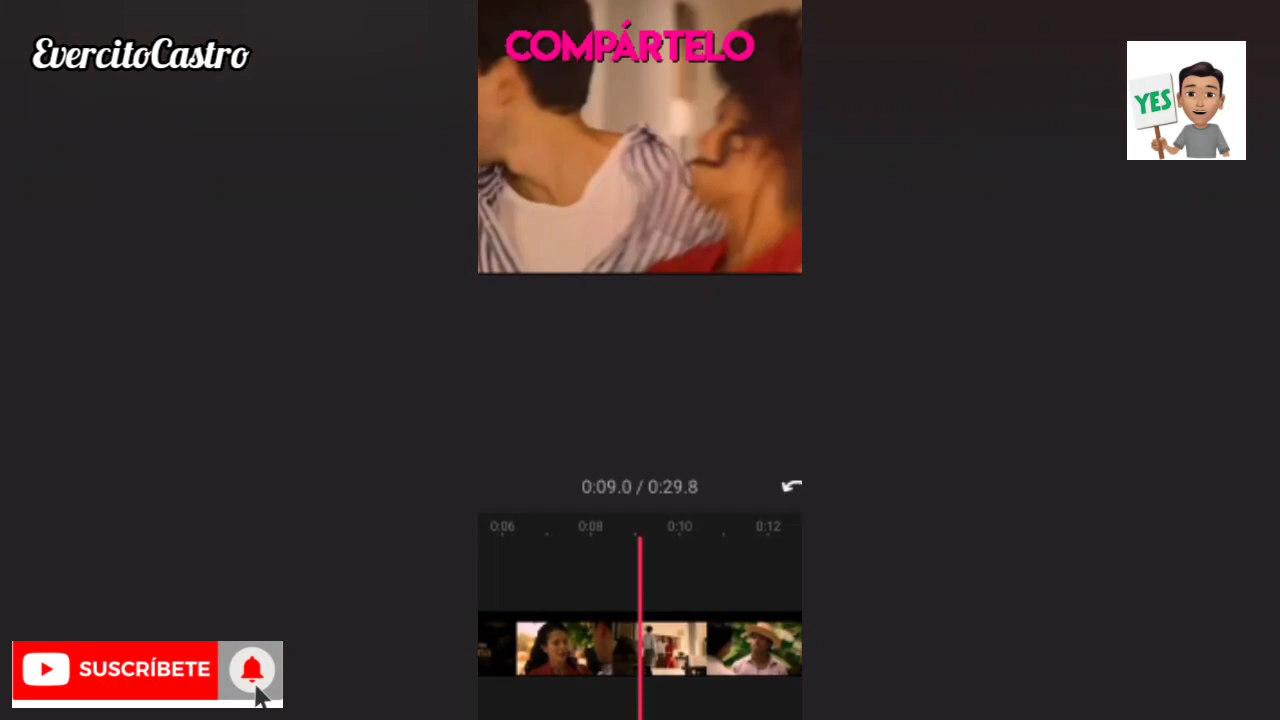 EvercitoCastro
COMPÁRTELO
YES
0:09.0 / 0:29.8
0:06 0:08 0:10 0:12
SUSCRÍBETE